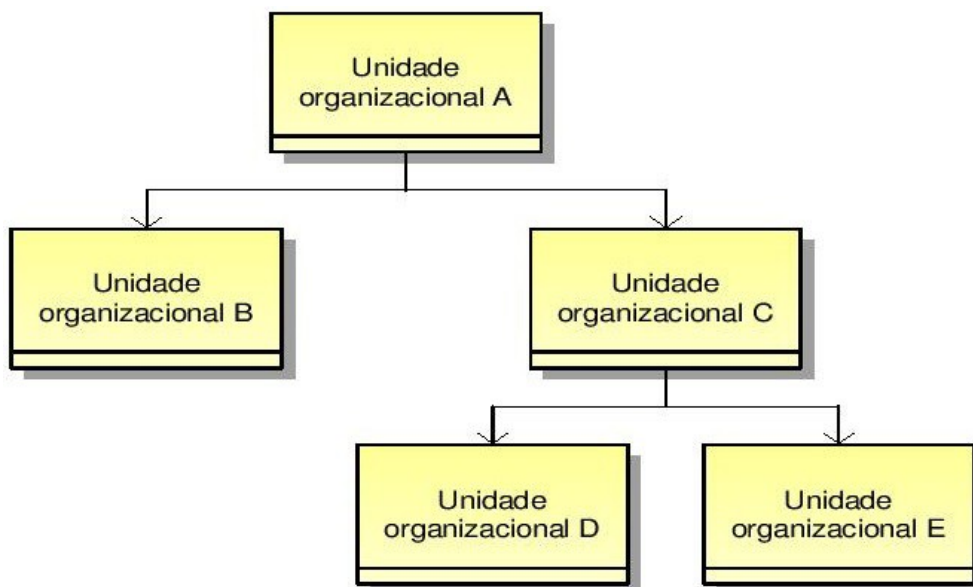 Unidade
organizacional A
Unidade
organizacional B
Unidade
organizacional C
Unidade
organizacional D
Unidade
organizacional E